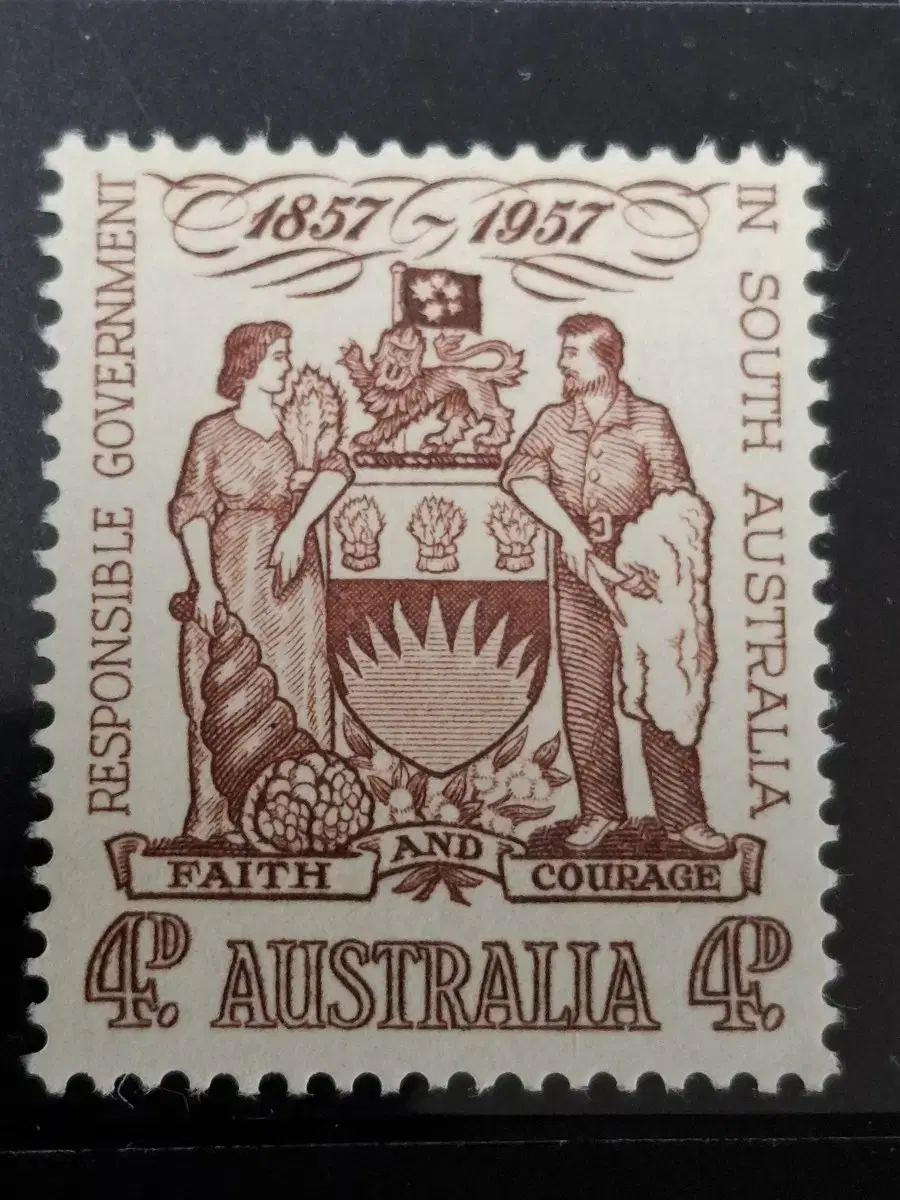 1857 ~ 1957
RESPONSIBLE GOVERNMENT
IN SOUTH AUSTRALIA
FAITH AND COURAGE
4D. AUSTRALIA 4D.